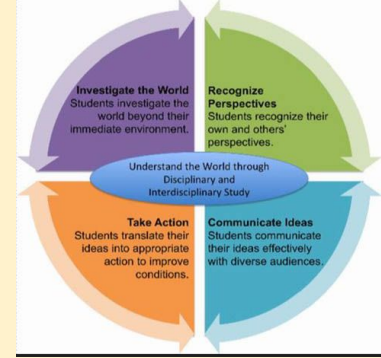 Investigate the World
Students investigate the
world beyond their
immediate environment.
Recognize
Perspectives
Students recognize their
own and others'
perspectives.
Understand the World through
Disciplinary and
Interdisciplinary Study
Take Action
Students translate their
ideas into appropriate
action to improve
conditions.
Communicate Ideas
Students communicate
their ideas effectively
with diverse audiences.